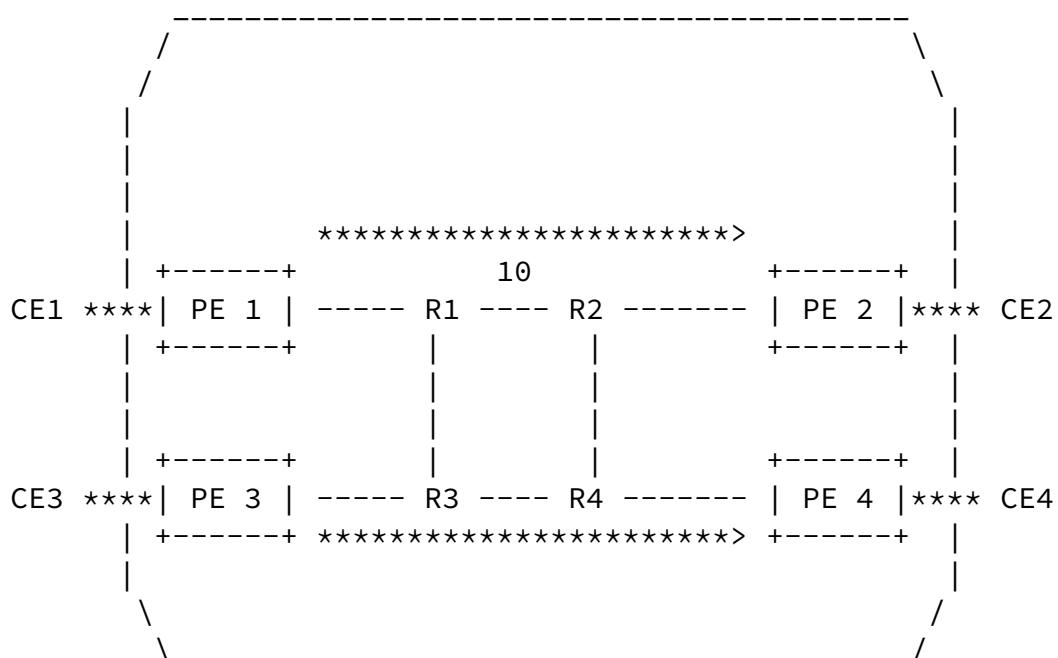 10
CE1 **** PE 1 ----- R1 ---- R2 ------- PE 2 **** CE2
CE3 **** PE 3 ----- R3 ---- R4 ------- PE 4 **** CE4